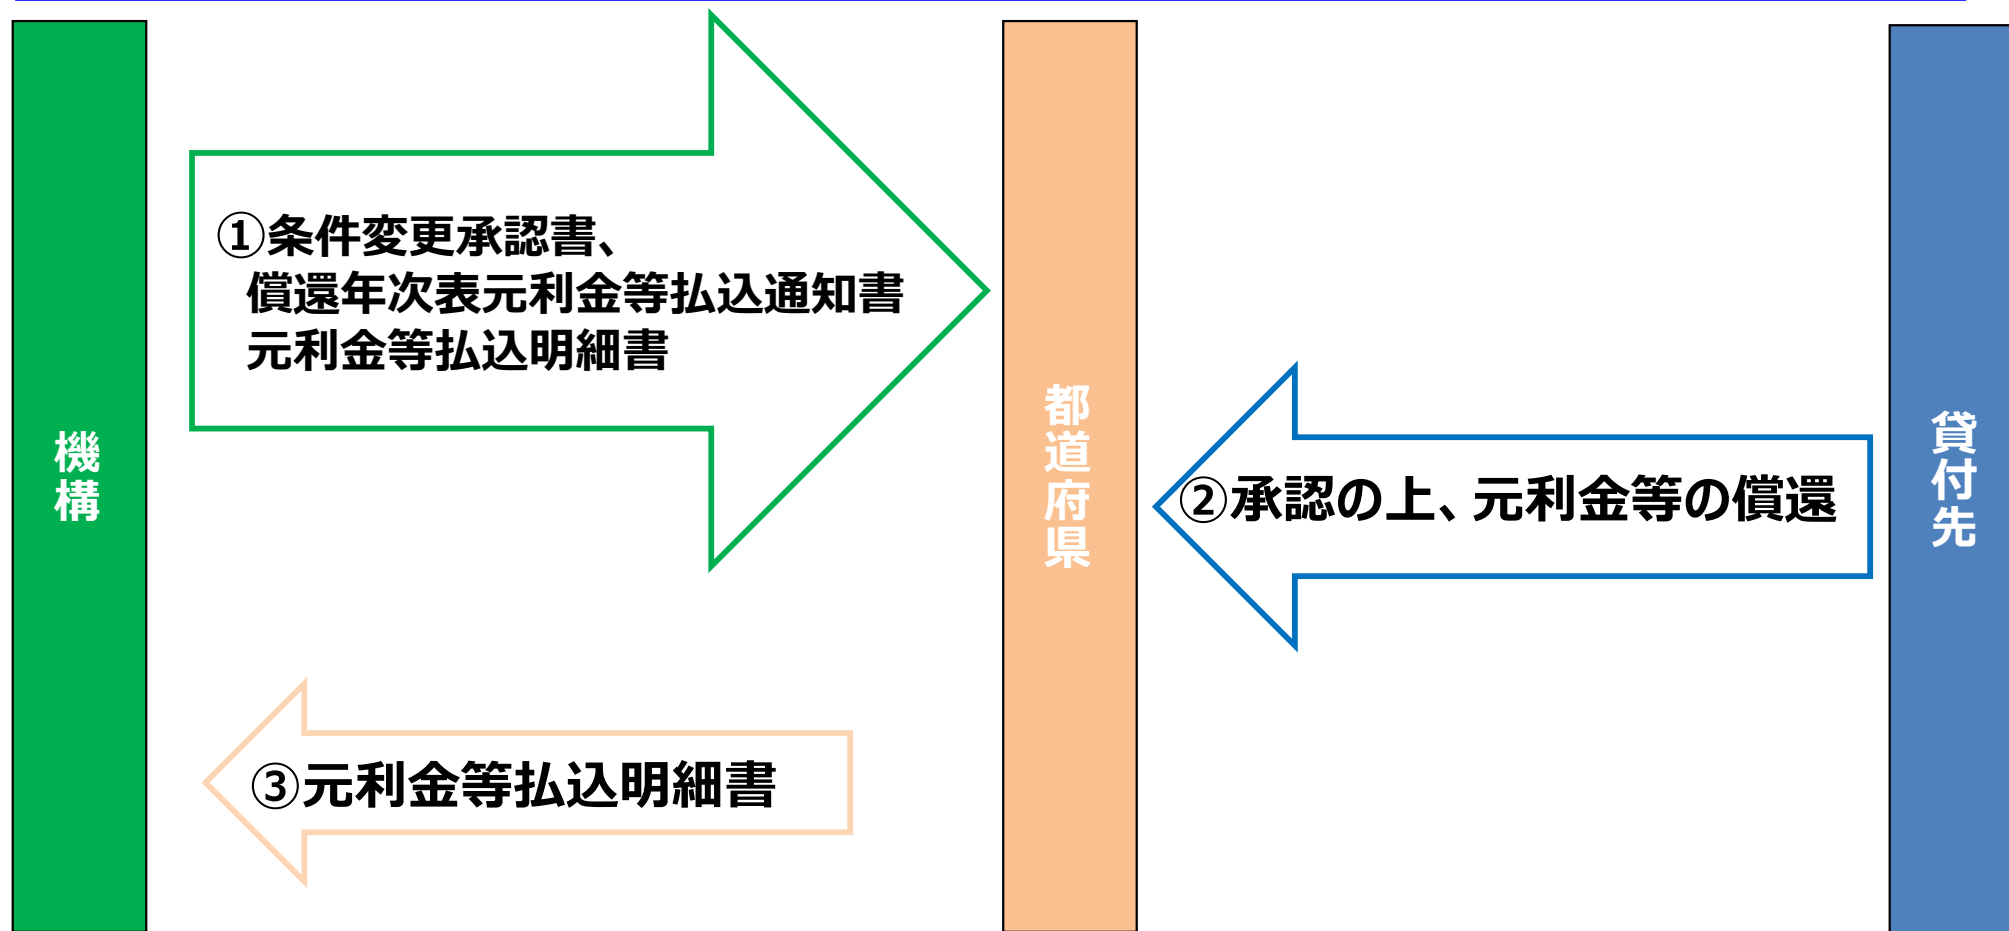 機構
①条件変更承認書、
償還年次表元利金等払込通知書
元利金等払込明細書
都道府県
②承認の上、元利金等の償還
貸付先
③元利金等払込明細書